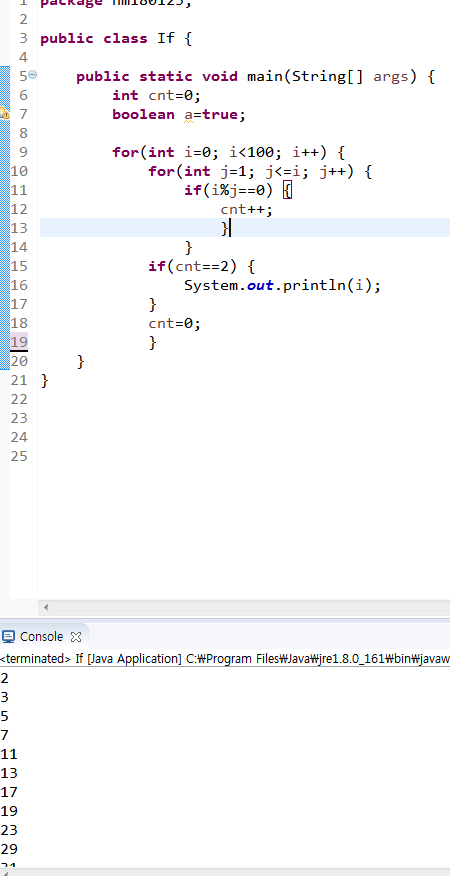 1 package hm180125;
2
3 public class If {
4
5 public static void main(String[] args) {
6 int cnt=0;
7 boolean a=true;
8
9 for(int i=0; i<100; i++) {
10 for(int j=1; j<=i; j++) {
11 if(i%j==0) {
12 cnt++;
13 }
14 }
15 if(cnt==2) {
16 System.out.println(i);
17 }
18 cnt=0;
19 }
20 }
21 }
22
23
24
25
Console
<terminated> If [Java Application] C:₩Program Files₩Java₩jre1.8.0_161₩bin₩javaw
2
3
5
7
11
13
17
19
23
29
31